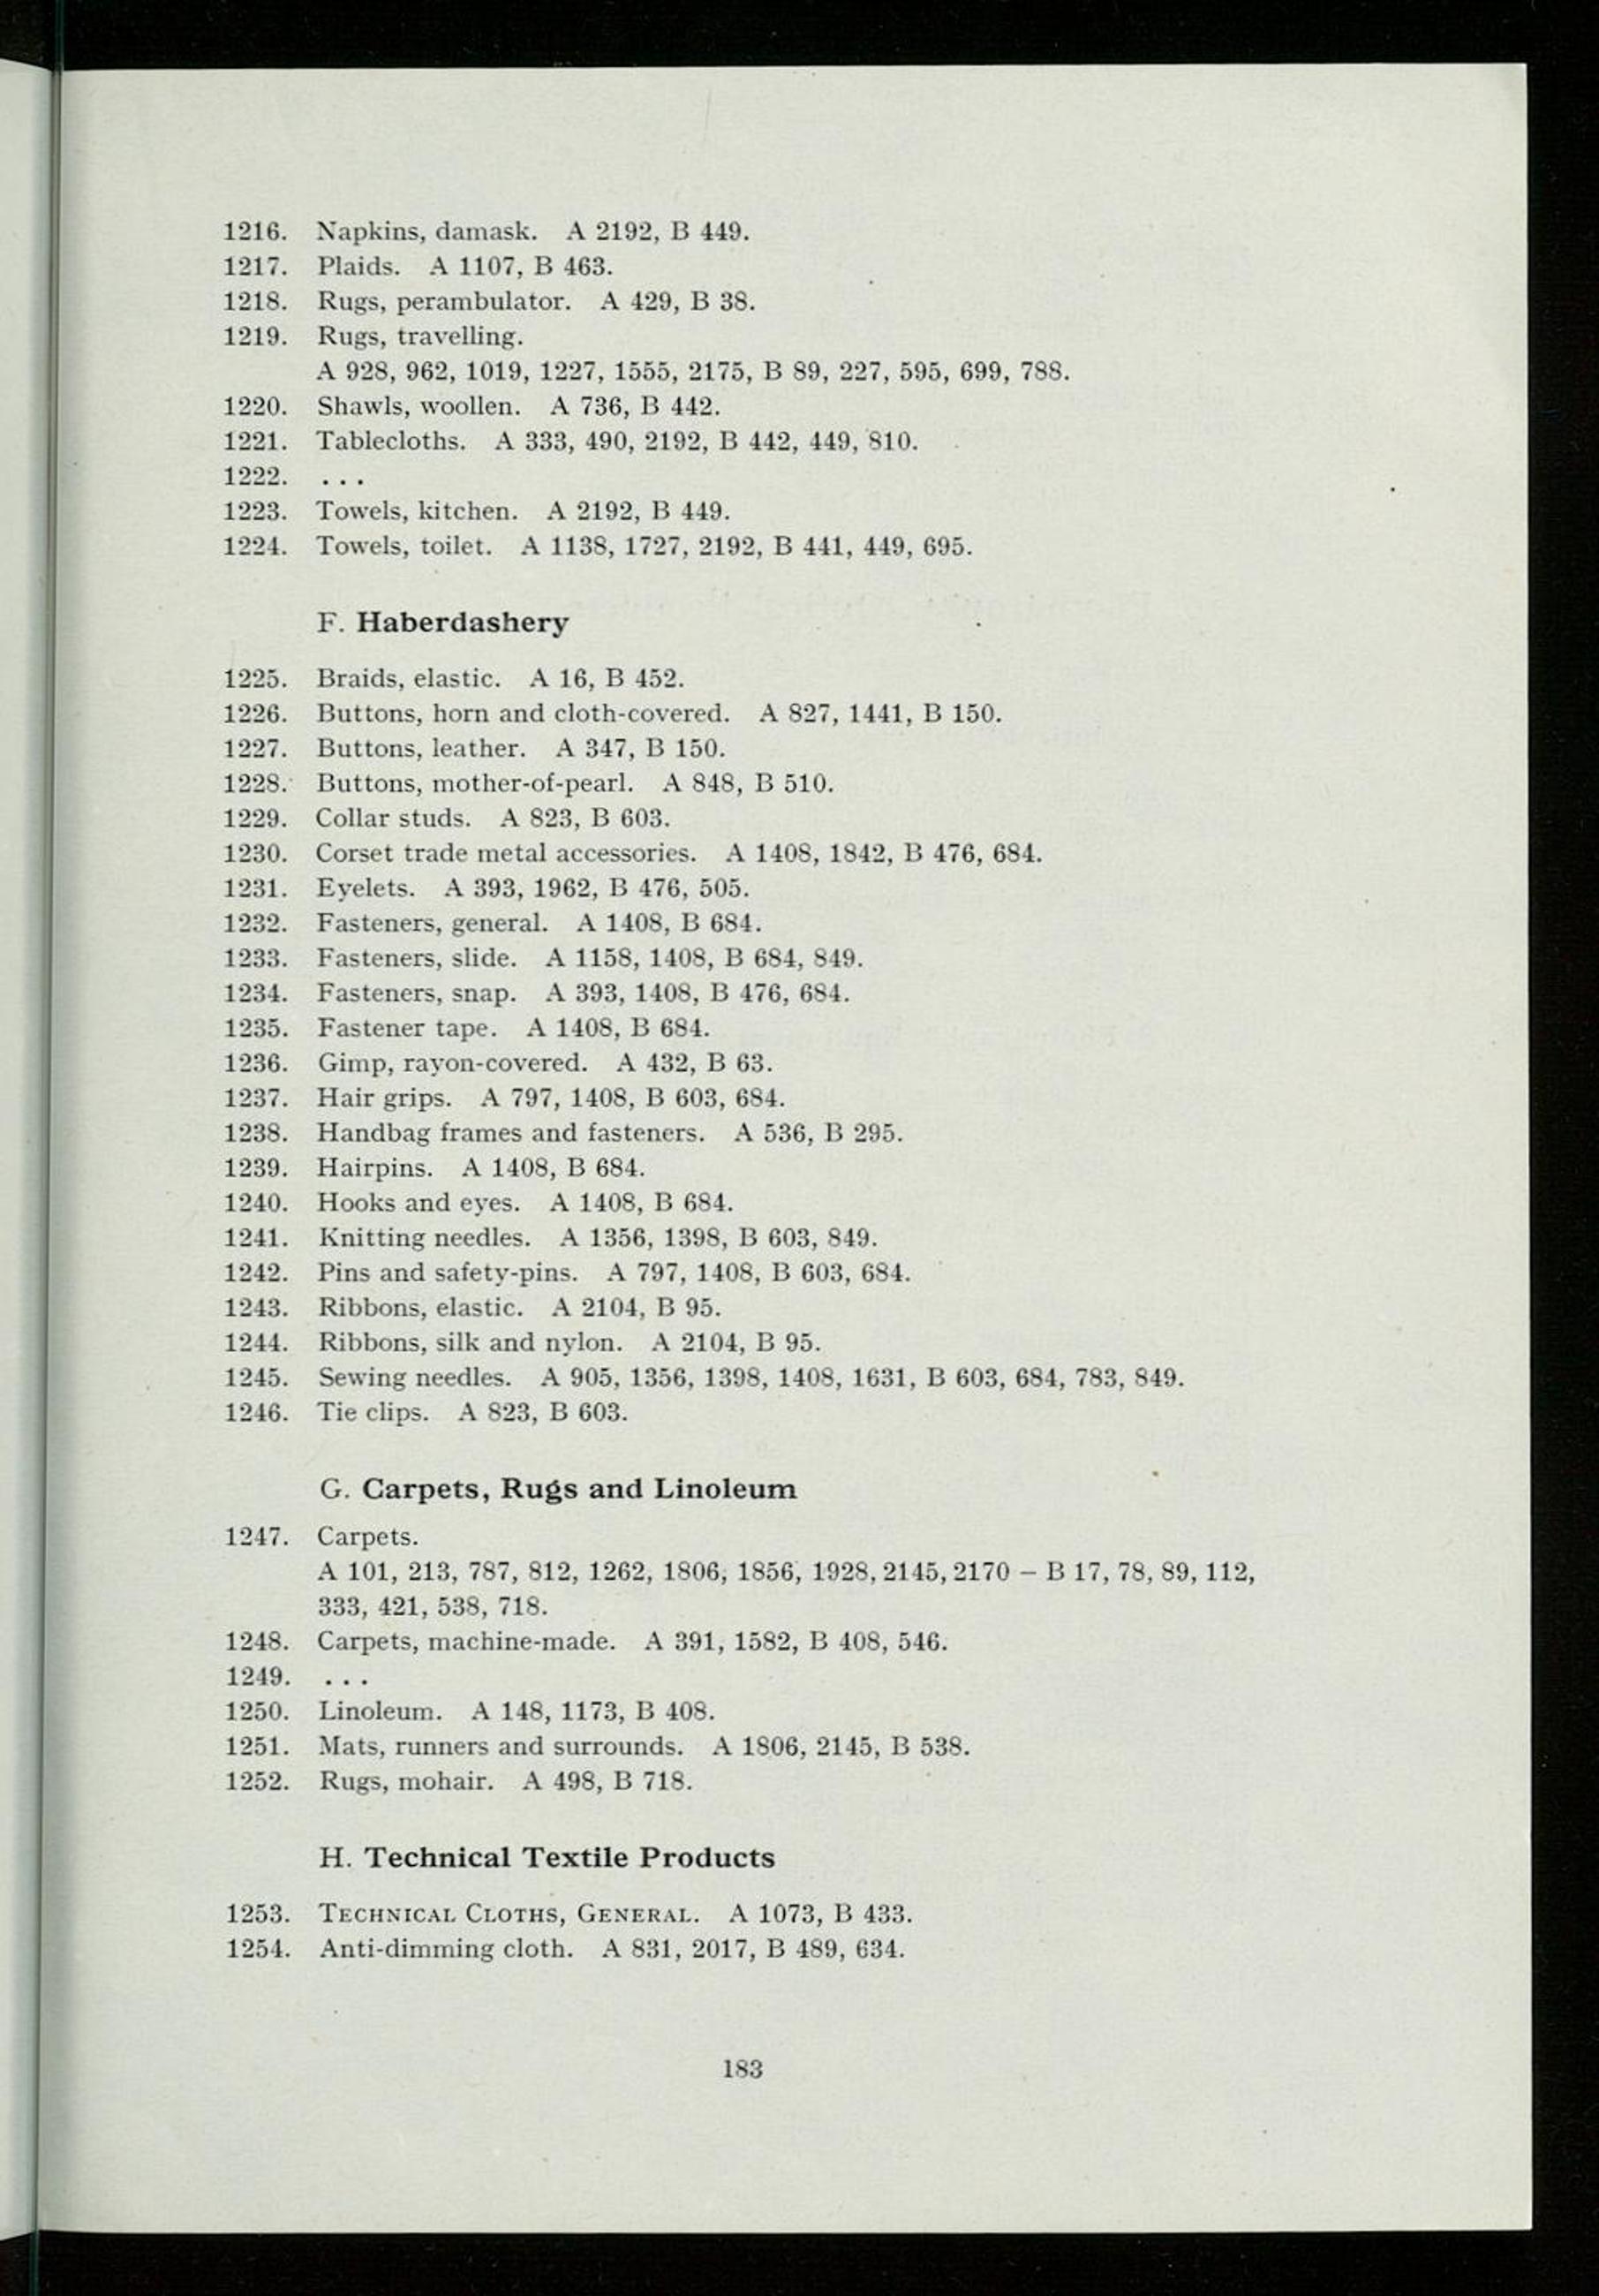 1216. Napkins, damask. A 2192, B 449.
1217. Plaids. A 1107, B 463.
1218. Rugs, perambulator. A 429, B 38.
1219. Rugs, travelling.
A 928, 962, 1019, 1227, 1555, 2175, B 89, 227, 595, 699, 788.
1220. Shawls, woollen. A 736, B 442.
1221. Tablecloths. A 333, 490, 2192, B 442, 449, 810.
1222. ...
1223. Towels, kitchen. A 2192, B 449.
1224. Towels, toilet. A 1138, 1727, 2192, B 441, 449, 695.
F. Haberdashery
1225. Braids, elastic. A 16, B 452.
1226. Buttons, horn and cloth-covered. A 827, 1441, B 150.
1227. Buttons, leather. A 347, B 150.
1228. Buttons, mother-of-pearl. A 848, B 510.
1229. Collar studs. A 823, B 603.
1230. Corset trade metal accessories. A 1408, 1842, B 476, 684.
1231. Eyelets. A 393, 1962, B 476, 505.
1232. Fasteners, general. A 1408, B 684.
1233. Fasteners, slide. A 1158, 1408, B 684, 849.
1234. Fasteners, snap. A 393, 1408, B 476, 684.
1235. Fastener tape. A 1408, B 684.
1236. Gimp, rayon-covered. A 432, B 63.
1237. Hair grips. A 797, 1408, B 603, 684.
1238. Handbag frames and fasteners. A 536, B 295.
1239. Hairpins. A 1408, B 684.
1240. Hooks and eyes. A 1408, B 684.
1241. Knitting needles. A 1356, 1398, B 603, 849.
1242. Pins and safety-pins. A 797, 1408, B 603, 684.
1243. Ribbons, elastic. A 2104, B 95.
1244. Ribbons, silk and nylon. A 2104, B 95.
1245. Sewing needles. A 905, 1356, 1398, 1408, 1631, B 603, 684, 783, 849.
1246. Tie clips. A 823, B 603.
G. Carpets, Rugs and Linoleum
1247. Carpets.
A 101, 213, 787, 812, 1262, 1806, 1856, 1928, 2145, 2170 – B 17, 78, 89, 112,
333, 421, 538, 718.
1248. Carpets, machine-made. A 391, 1582, B 408, 546.
1249. ...
1250. Linoleum. A 148, 1173, B 408.
1251. Mats, runners and surrounds. A 1806, 2145, B 538.
1252. Rugs, mohair. A 498, B 718.
H. Technical Textile Products
1253. TECHNICAL CLOTHS, GENERAL. A 1073, B 433.
1254. Anti-dimming cloth. A 831, 2017, B 489, 634.
183